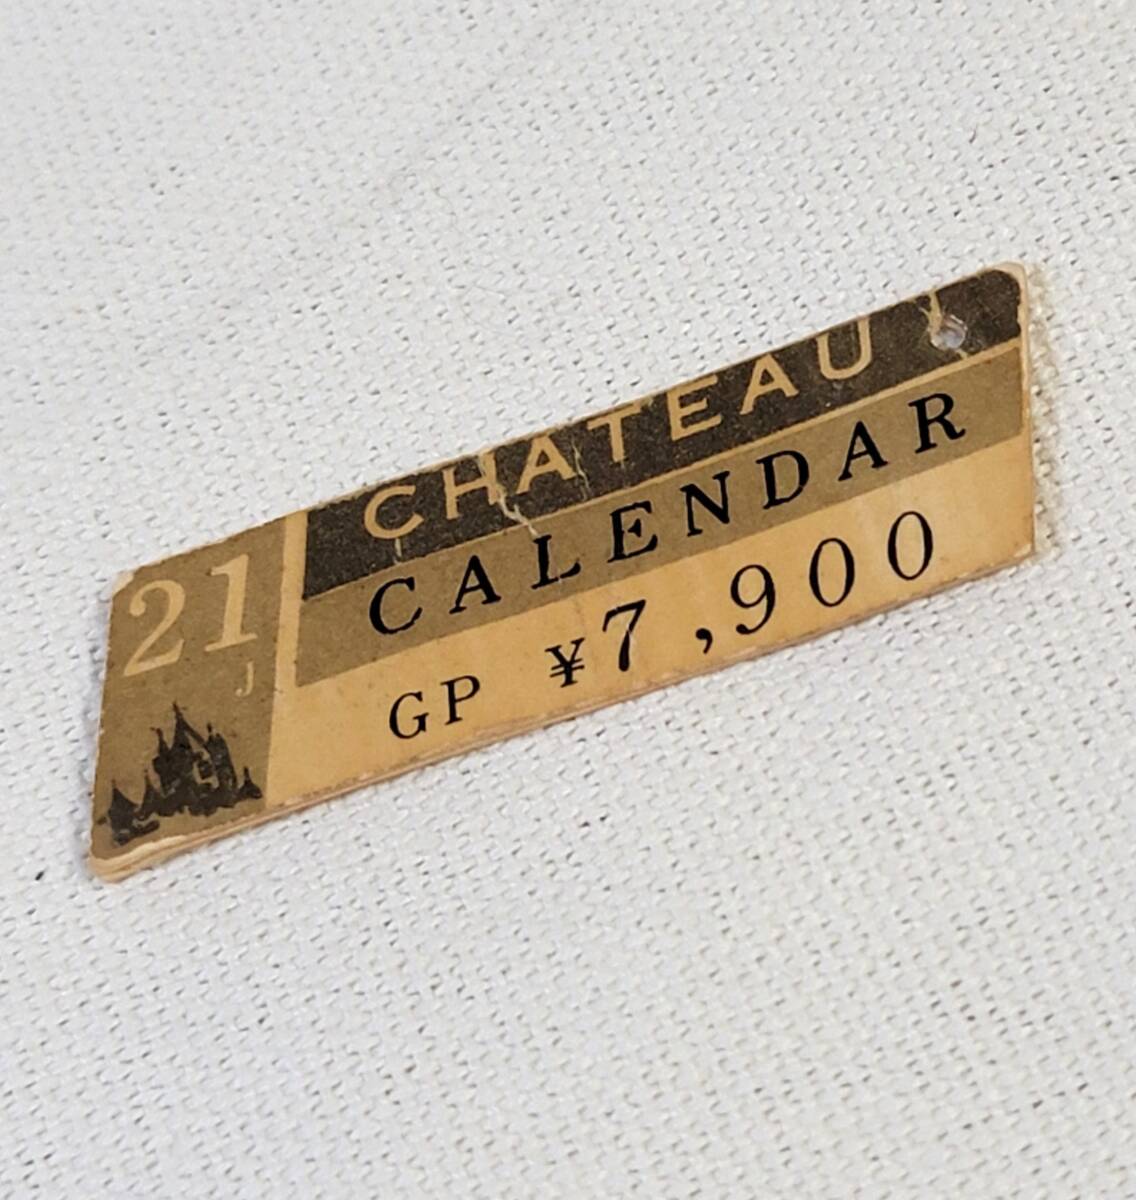 21
J
CHATEAU
CALENDAR
GP ¥7,900